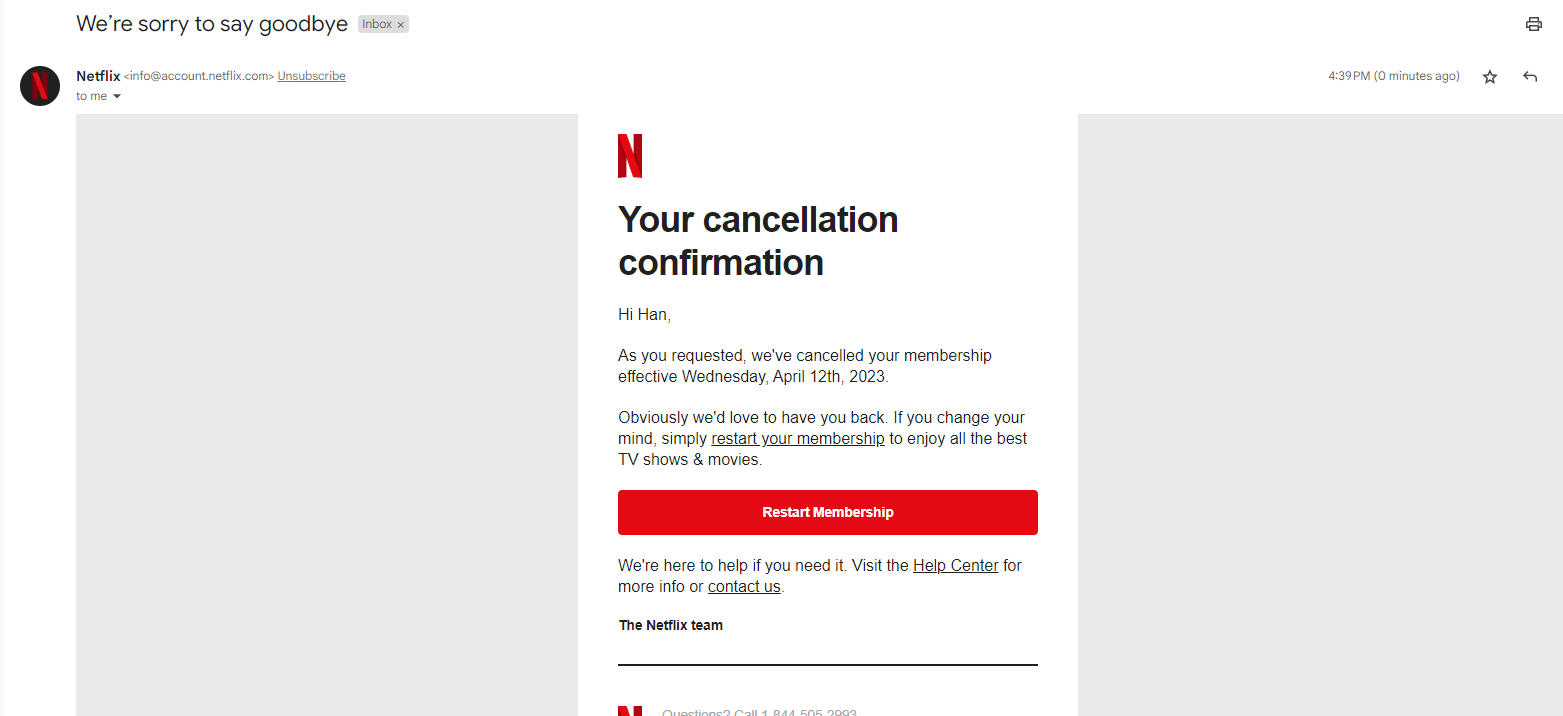 We're sorry to say goodbye Inbox ×
Netflix <info@account.netflix.com> Unsubscribe 4:39 PM (0 minutes ago)
to me
N
Your cancellation
confirmation
Hi Han,
As you requested, we've cancelled your membership
effective Wednesday, April 12th, 2023.
Obviously we'd love to have you back. If you change your
mind, simply restart your membership to enjoy all the best
TV shows & movies.
Restart Membership
We're here to help if you need it. Visit the Help Center for
more info or contact us.
The Netflix team
Questions? Call 1-844-505-2993